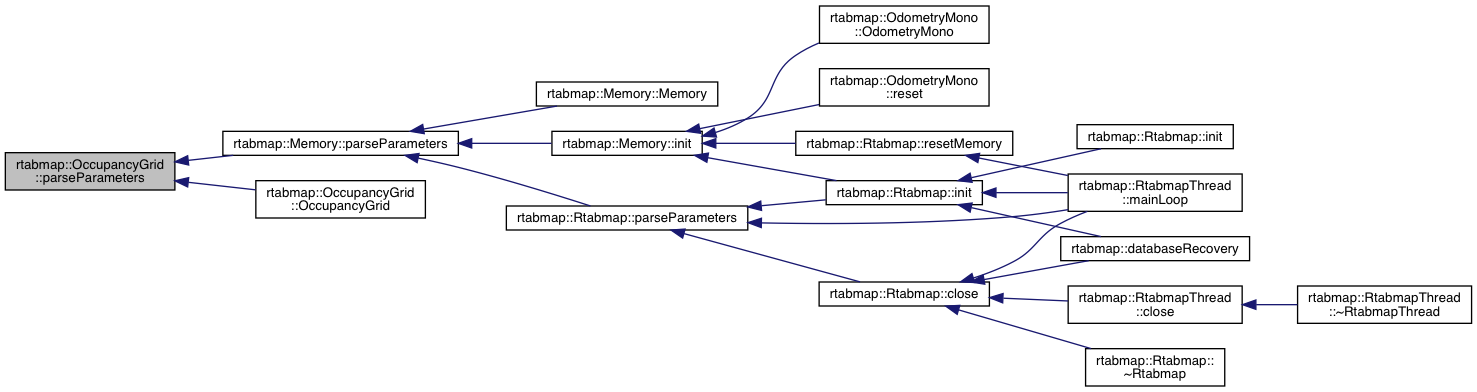 rtabmap::OccupancyGrid
::parseParameters
rtabmap::Memory::parseParameters
rtabmap::OccupancyGrid
::OccupancyGrid
rtabmap::Memory::Memory
rtabmap::Memory::init
rtabmap::Rtabmap::parseParameters
rtabmap::OdometryMono
::OdometryMono
rtabmap::OdometryMono
::reset
rtabmap::Rtabmap::resetMemory
rtabmap::Rtabmap::init
rtabmap::Rtabmap::close
rtabmap::Rtabmap::init
rtabmap::RtabmapThread
::mainLoop
rtabmap::databaseRecovery
rtabmap::RtabmapThread
::close
rtabmap::Rtabmap::
~Rtabmap
rtabmap::RtabmapThread
::~RtabmapThread